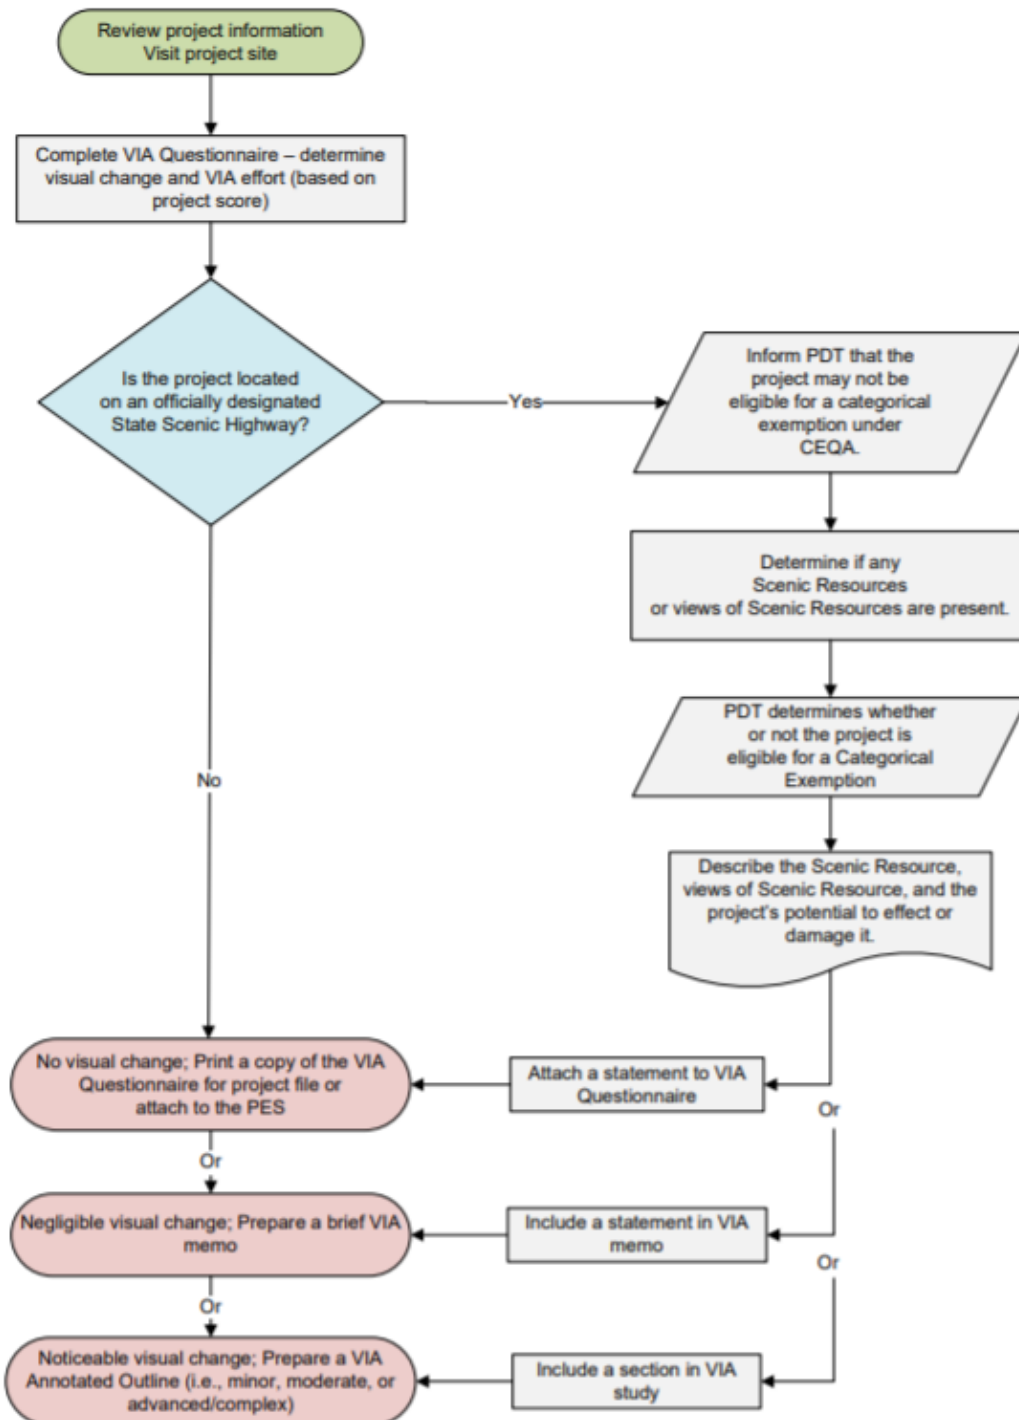 Review project information
Visit project site
Complete VIA Questionnaire – determine
visual change and VIA effort (based on
project score)
Is the project located
on an officially designated
State Scenic Highway?
Yes
Inform PDT that the
project may not be
eligible for a categorical
exemption under
CEQA.
Determine if any
Scenic Resources
or views of Scenic Resources are present.
PDT determines whether
or not the project is
eligible for a Categorical
Exemption
No
Describe the Scenic Resource,
views of Scenic Resource, and the
project's potential to effect or
damage it.
No visual change; Print a copy of the VIA
Questionnaire for project file or
attach to the PES
Attach a statement to VIA
Questionnaire
Or
Or
Negligible visual change; Prepare a brief VIA
memo
Include a statement in VIA
memo
Or
Or
Noticeable visual change; Prepare a VIA
Annotated Outline (i.e., minor, moderate, or
advanced/complex)
Include a section in VIA
study